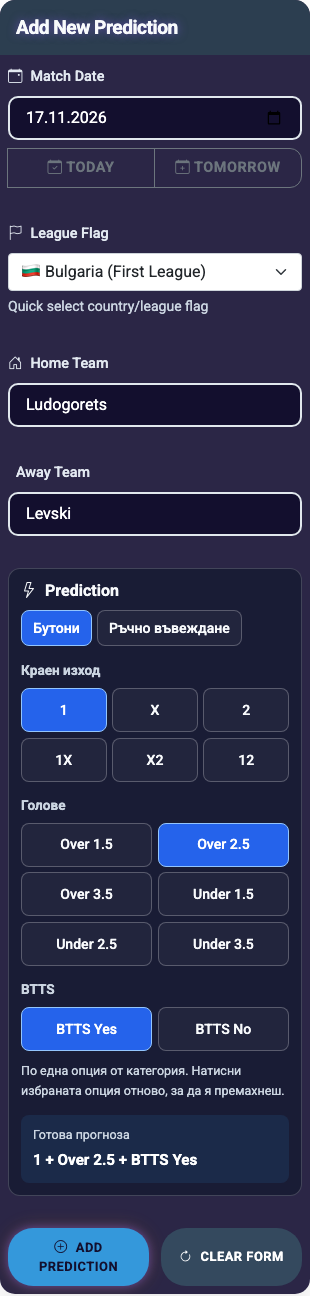 Add New Prediction
Match Date
17.11.2026
TODAY
TOMORROW
League Flag
🇧🇬 Bulgaria (First League)
Quick select country/league flag
Home Team
Ludogorets
Away Team
Levski
Prediction
Бутони
Ръчно въвеждане
Краен изход
1
X
2
1X
X2
12
Голове
Over 1.5
Over 2.5
Over 3.5
Under 1.5
Under 2.5
Under 3.5
BTTS
BTTS Yes
BTTS No
По една опция от категория. Натисни
избраната опция отново, за да я премахнеш.
Готова прогноза
1 + Over 2.5 + BTTS Yes
ADD
PREDICTION
CLEAR FORM